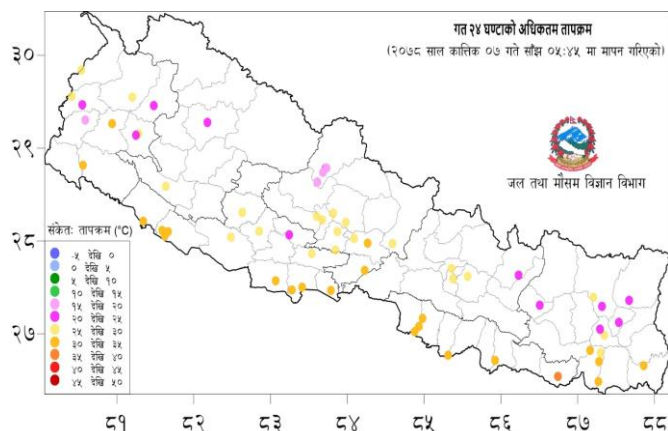 गत २४ घण्टाको अधिकतम तापक्रम
(२०७८ साल कात्तिक ०७ गते साँझ ०५:४५ मा मापन गरिएको)
जल तथा मौसम विज्ञान विभाग
३०
२९
२८
२७
संकेतः तापक्रम (°C)
-५ देखि ०
० देखि ५
५ देखि १०
१० देखि १५
१५ देखि २०
२० देखि २५
२५ देखि ३०
३० देखि ३५
३५ देखि ४०
४० देखि ४५
४५ देखि ५०
८१ ८२ ८३ ८४ ८५ ८६ ८७ ८८